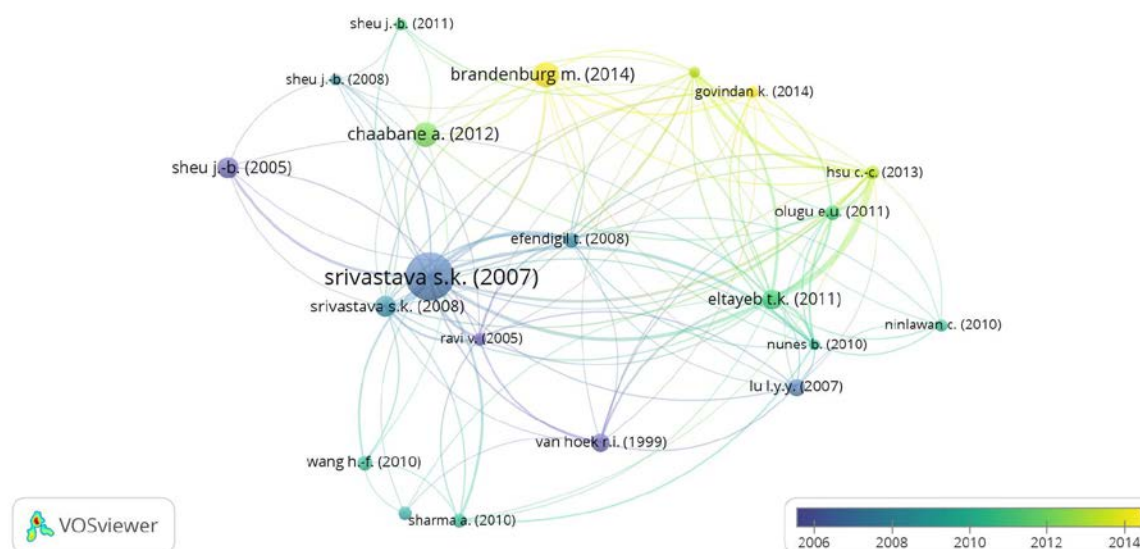 sheu j.-b. (2011)
brandenburg m. (2014)
sheu j.-b. (2008)
govindan k. (2014)
chaabane a. (2012)
sheu j.-b. (2005)
hsu c.-c. (2013)
olugu e.u. (2011)
efendigil t. (2008)
srivastava s.k. (2007)
eltayeb t.k. (2011)
srivastava s.k. (2008)
ninlawan c. (2010)
ravi v. (2005)
nunes b. (2010)
lu l.y.y. (2007)
van hoek r.i. (1999)
wang h.-f. (2010)
sharma a. (2010)
VOSviewer
2006 2008 2010 2012 2014